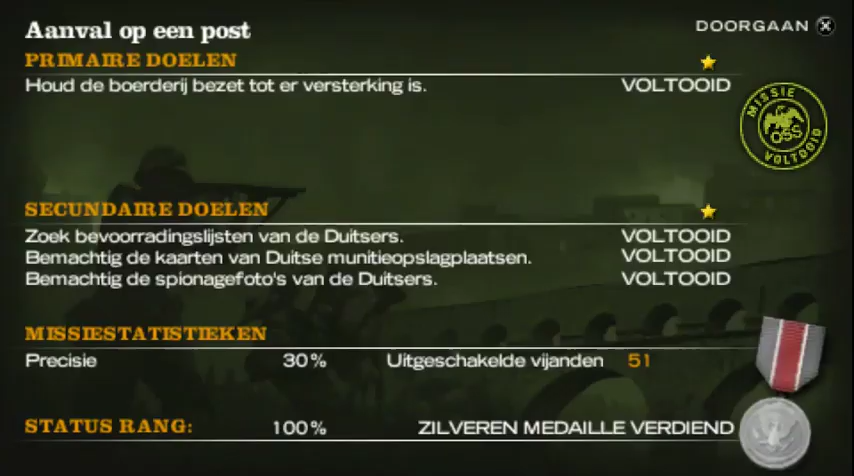 Aanval op een post
DOORGAAN
PRIMAIRE DOELEN
Houd de boerderij bezet tot er versterking is. VOLTOOID
MISSIE OSS VOLTOOID
SECUNDAIRE DOELEN
Zoek bevoorradingslijsten van de Duitsers. VOLTOOID
Bemachtig de kaarten van Duitse munitieopslagplaatsen. VOLTOOID
Bemachtig de spionagefoto's van de Duitsers. VOLTOOID
MISSIESTATISTIEKEN
Precisie 30% Uitgeschakelde vijanden 51
STATUS RANG: 100% ZILVEREN MEDAILLE VERDIEND